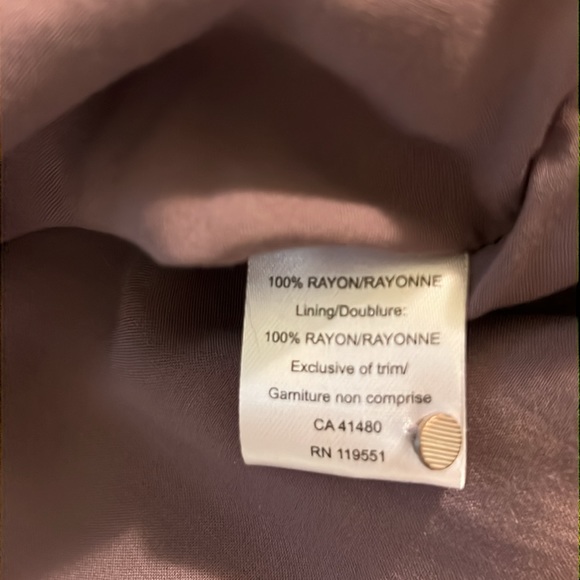 100% RAYON/RAYONNE
Lining/Doublure:
100% RAYON/RAYONNE
Exclusive of trim/
Garniture non comprise
CA 41480
RN 119551